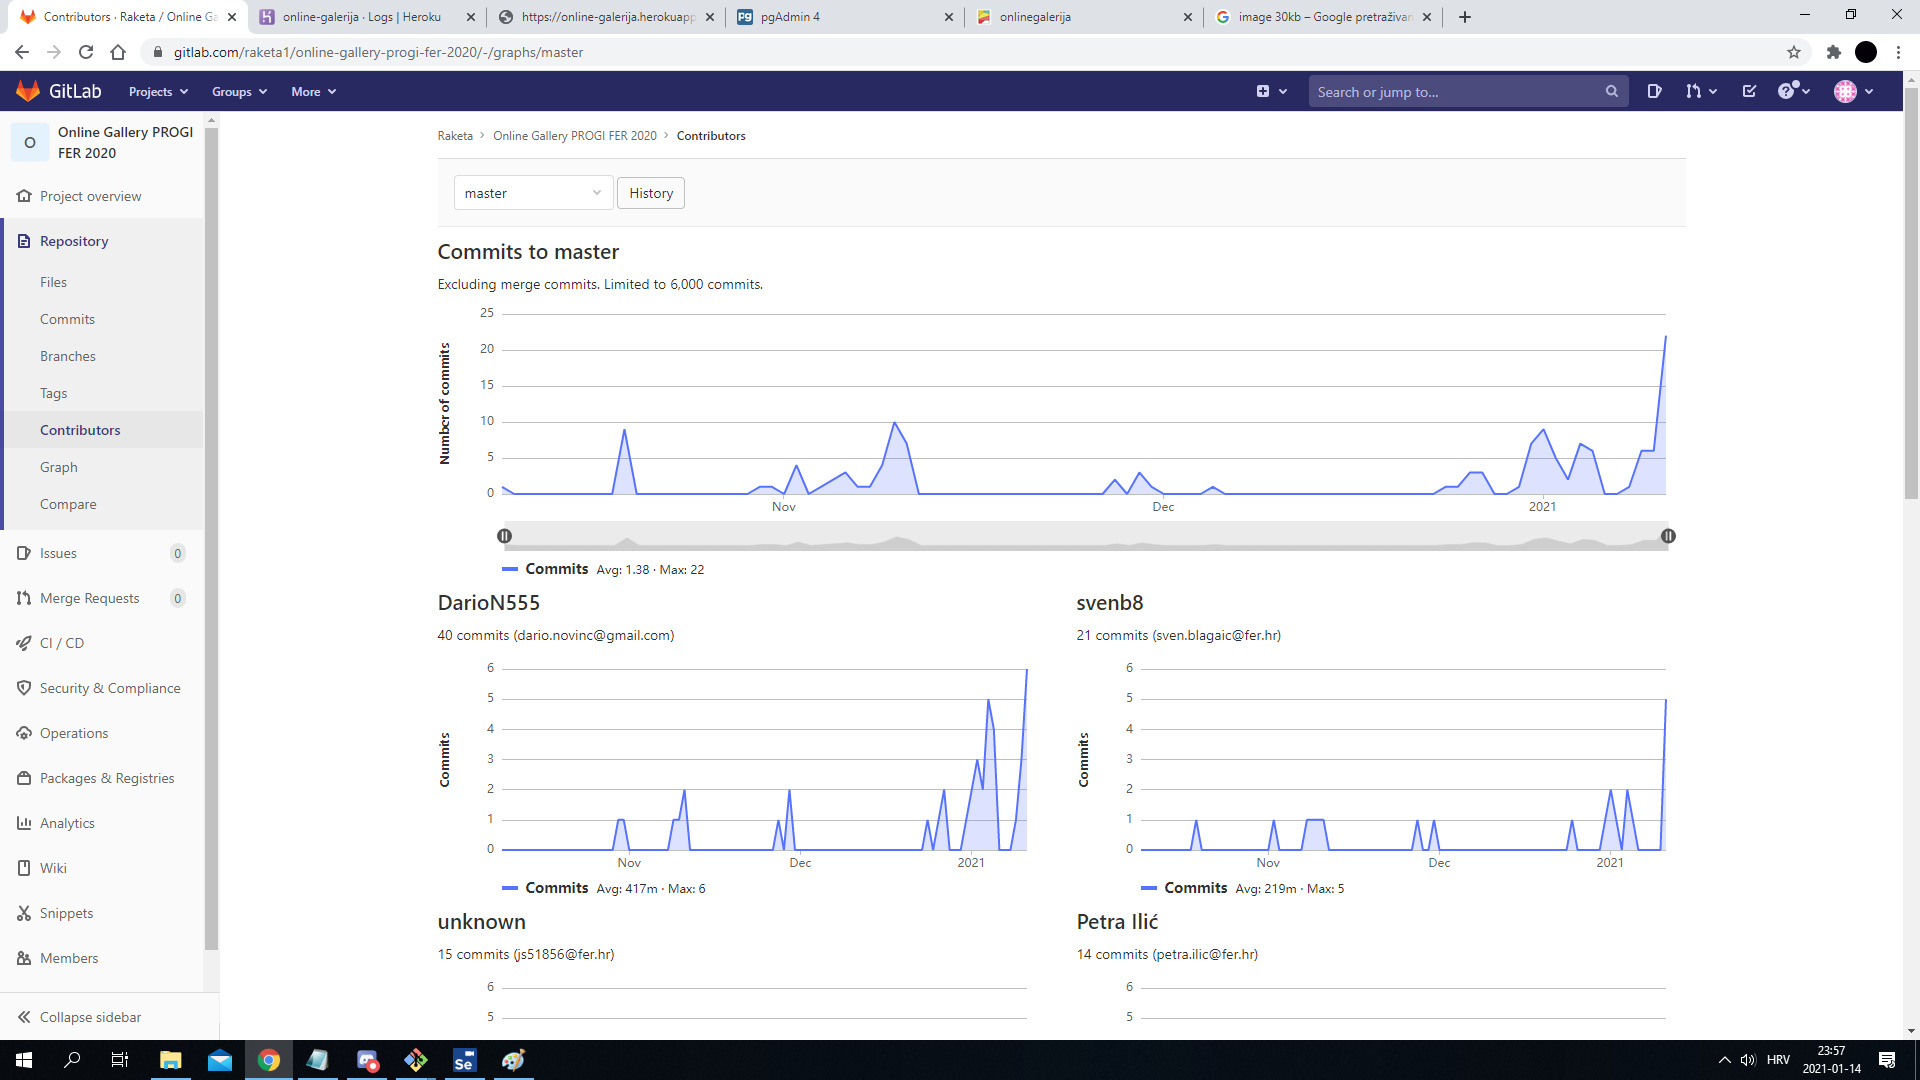 Contributors · Raketa / Online Ga
online-galerija · Logs | Heroku
https://online-galerija.herokuapp
pgAdmin 4
onlinegalerija
image 30kb – Google pretraživan
gitlab.com/raketa1/online-gallery-progi-fer-2020/-/graphs/master
GitLab Projects Groups More
Search or jump to...
O
Online Gallery PROGI
FER 2020
Project overview
Repository
Files
Commits
Branches
Tags
Contributors
Graph
Compare
Issues 0
Merge Requests 0
CI / CD
Security & Compliance
Operations
Packages & Registries
Analytics
Wiki
Snippets
Members
Collapse sidebar
Raketa > Online Gallery PROGI FER 2020 > Contributors
master
History
Commits to master
Excluding merge commits. Limited to 6,000 commits.
Number of commits
25
20
15
10
5
0
Nov Dec 2021
Commits Avg: 1.38 · Max: 22
DarioN555
40 commits (dario.novinc@gmail.com)
Commits
6
5
4
3
2
1
0
Nov Dec 2021
Commits Avg: 417m · Max: 6
svenb8
21 commits (sven.blagaic@fer.hr)
Commits
6
5
4
3
2
1
0
Nov Dec 2021
Commits Avg: 219m · Max: 5
unknown
15 commits (js51856@fer.hr)
6
5
Petra Ilić
14 commits (petra.ilic@fer.hr)
6
5
Se
HRV
23:57
2021-01-14